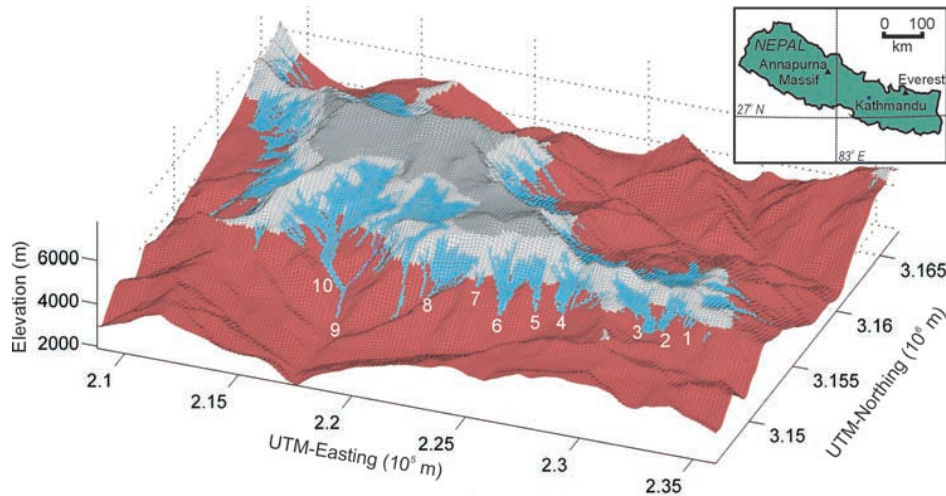 NEPAL
Annapurna
Massif
0 100
km
Everest
Kathmandu
27° N
83° E
Elevation (m)
6000
4000
2000
10
9
8
7
6
5
4
3
2
1
2.1
2.15
2.2
2.25
2.3
2.35
UTM-Easting (10⁵ m)
3.165
3.16
3.155
3.15
UTM-Northing (10⁶ m)